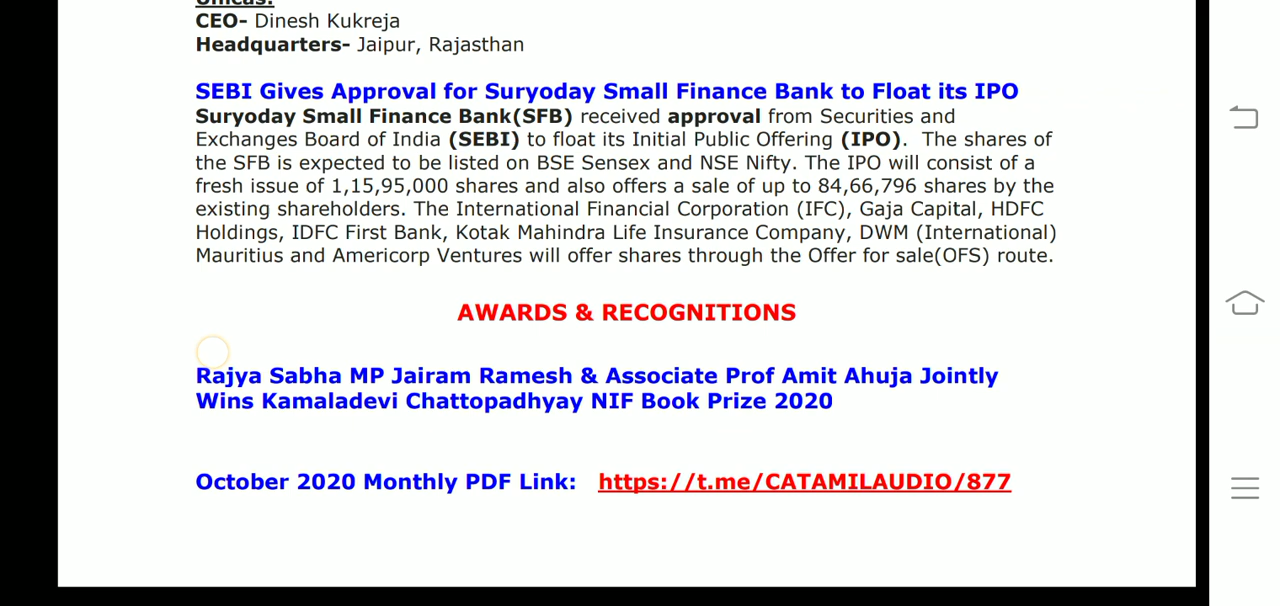 CEO- Dinesh Kukreja
Headquarters- Jaipur, Rajasthan
SEBI Gives Approval for Suryoday Small Finance Bank to Float its IPO
Suryoday Small Finance Bank(SFB) received approval from Securities and
Exchanges Board of India (SEBI) to float its Initial Public Offering (IPO).  The shares of
the SFB is expected to be listed on BSE Sensex and NSE Nifty. The IPO will consist of a
fresh issue of 1,15,95,000 shares and also offers a sale of up to 84,66,796 shares by the
existing shareholders. The International Financial Corporation (IFC), Gaja Capital, HDFC
Holdings, IDFC First Bank, Kotak Mahindra Life Insurance Company, DWM (International)
Mauritius and Americorp Ventures will offer shares through the Offer for sale(OFS) route.
AWARDS & RECOGNITIONS
Rajya Sabha MP Jairam Ramesh & Associate Prof Amit Ahuja Jointly
Wins Kamaladevi Chattopadhyay NIF Book Prize 2020
October 2020 Monthly PDF Link: https://t.me/CATAMILAUDIO/877